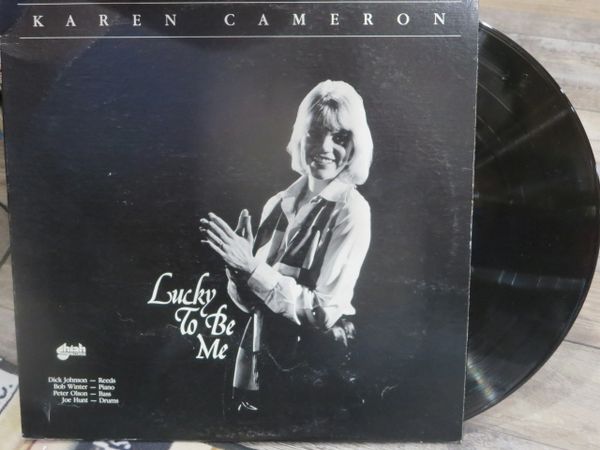 KAREN CAMERON
Lucky
To Be
Me
Dick Johnson — Reeds
Bob Winter — Piano
Peter Olson — Bass
Joe Hunt — Drums